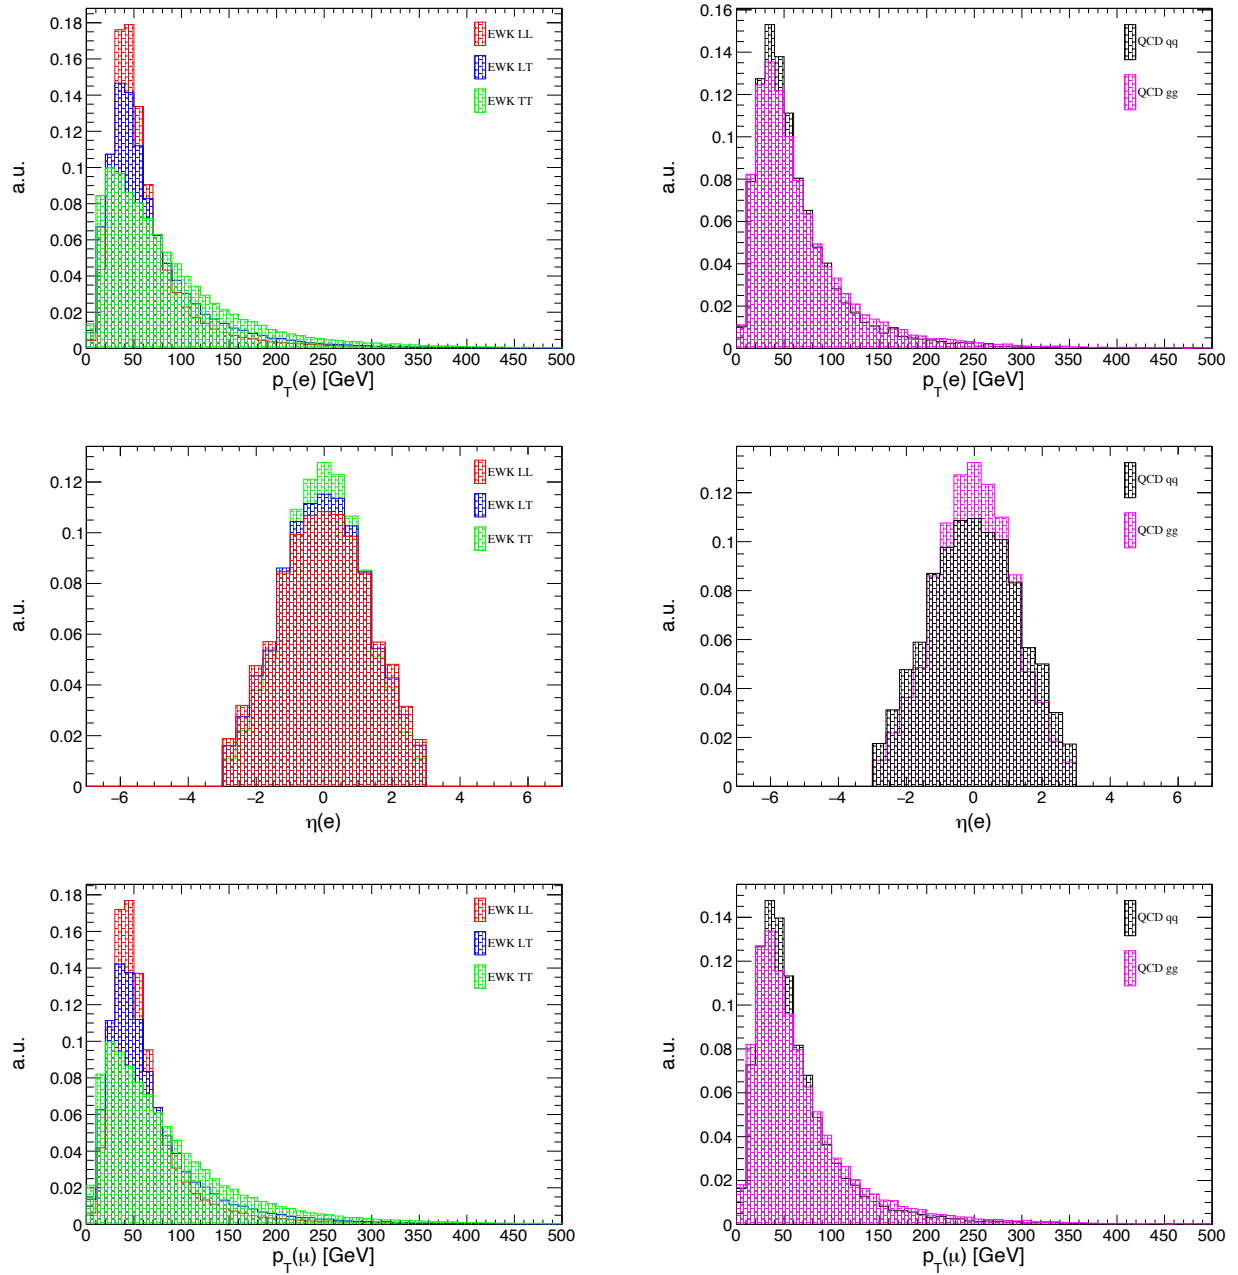 0.18
0.16
0.14
0.12
0.1
0.08
0.06
0.04
0.02
0
a.u.
EWK LL
EWK LT
EWK TT
0 50 100 150 200 250 300 350 400 450 500
p_T(e) [GeV]
0.16
0.14
0.12
0.1
0.08
0.06
0.04
0.02
0
a.u.
QCD qq
QCD gg
0 50 100 150 200 250 300 350 400 450 500
p_T(e) [GeV]
0.12
0.1
0.08
0.06
0.04
0.02
0
a.u.
EWK LL
EWK LT
EWK TT
−6 −4 −2 0 2 4 6
η(e)
0.12
0.1
0.08
0.06
0.04
0.02
0
a.u.
QCD qq
QCD gg
−6 −4 −2 0 2 4 6
η(e)
0.18
0.16
0.14
0.12
0.1
0.08
0.06
0.04
0.02
0
a.u.
EWK LL
EWK LT
EWK TT
0 50 100 150 200 250 300 350 400 450 500
p_T(μ) [GeV]
0.14
0.12
0.1
0.08
0.06
0.04
0.02
0
a.u.
QCD qq
QCD gg
0 50 100 150 200 250 300 350 400 450 500
p_T(μ) [GeV]